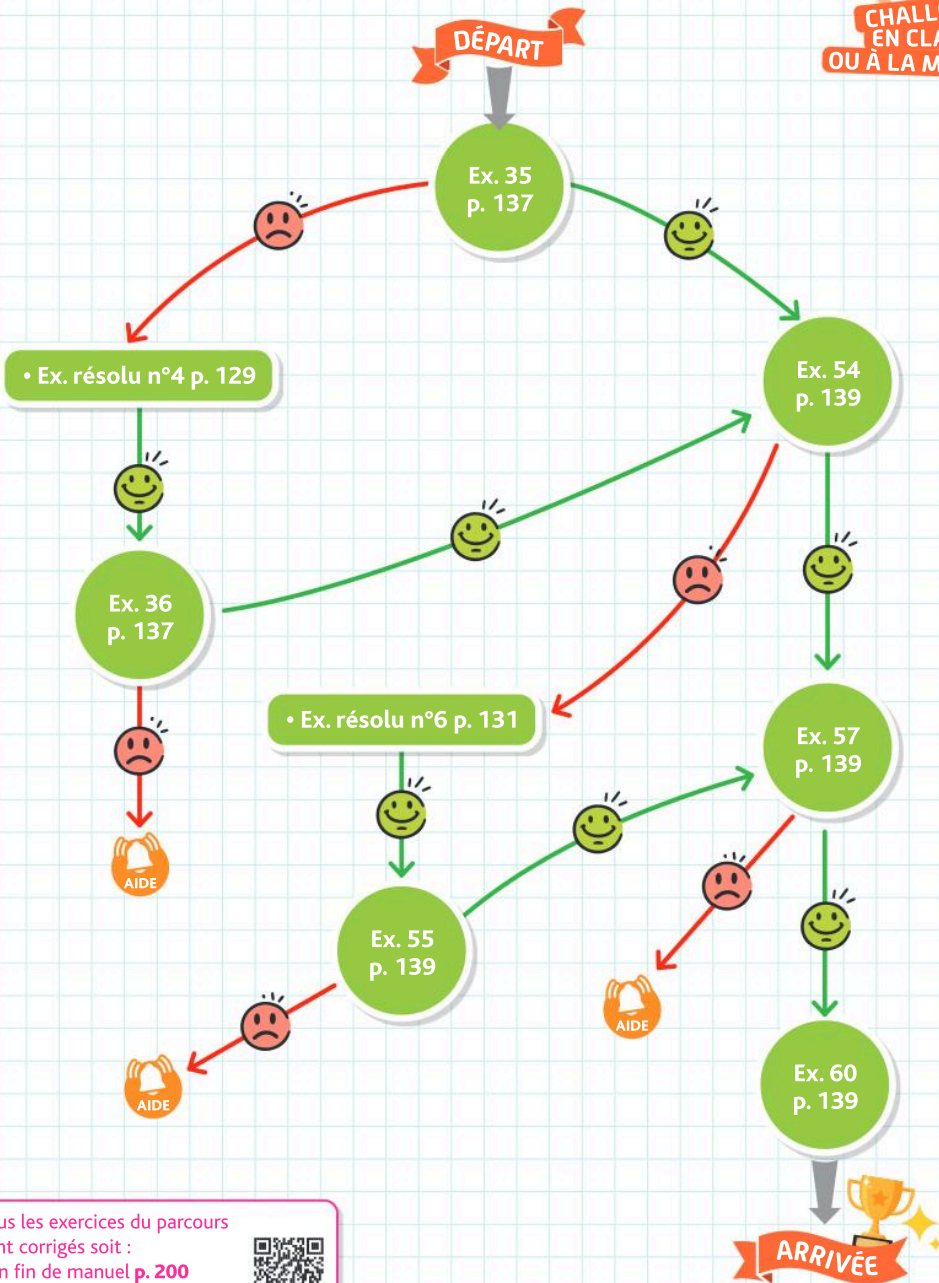 DÉPART
CHALL
EN CLA
OU À LA M
Ex. 35
p. 137
• Ex. résolu n°4 p. 129
Ex. 54
p. 139
Ex. 36
p. 137
• Ex. résolu n°6 p. 131
Ex. 57
p. 139
AIDE
Ex. 55
p. 139
AIDE
AIDE
Ex. 60
p. 139
us les exercices du parcours
nt corrigés soit :
n fin de manuel p. 200
ARRIVÉE